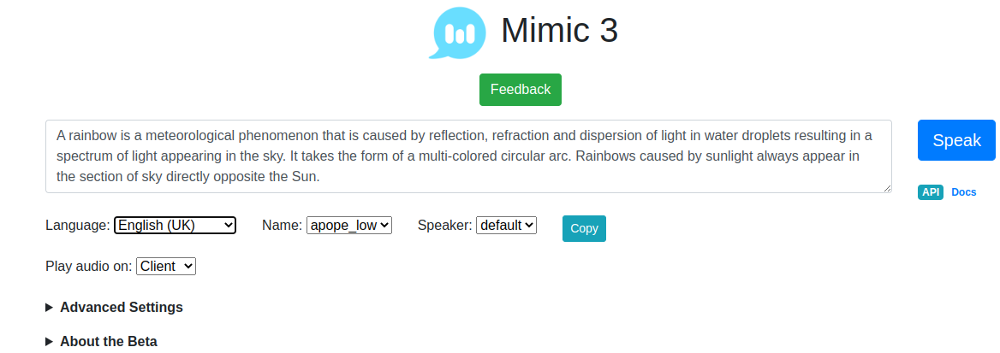 Mimic 3
Feedback
A rainbow is a meteorological phenomenon that is caused by reflection, refraction and dispersion of light in water droplets resulting in a
spectrum of light appearing in the sky. It takes the form of a multi-colored circular arc. Rainbows caused by sunlight always appear in
the section of sky directly opposite the Sun.
Speak
API Docs
Language: English (UK) Name: apope_low Speaker: default Copy
Play audio on: Client
Advanced Settings
About the Beta